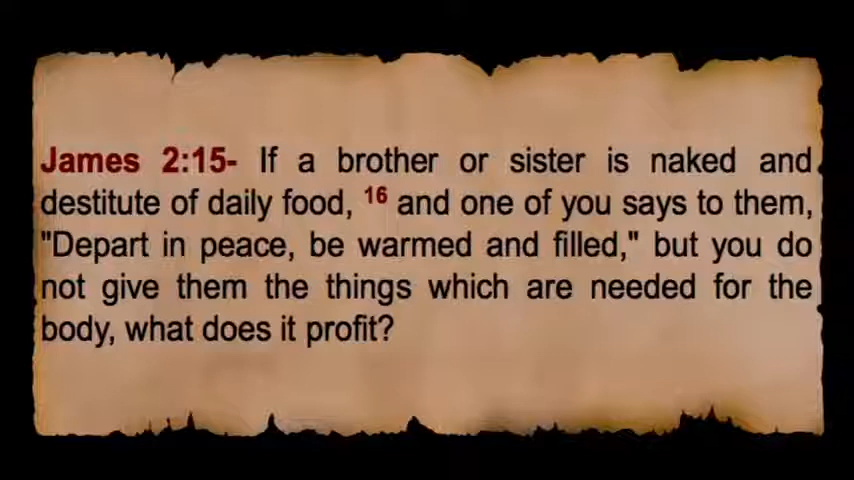 James 2:15- If a brother or sister is naked and
destitute of daily food, 16 and one of you says to them,
"Depart in peace, be warmed and filled," but you do
not give them the things which are needed for the
body, what does it profit?